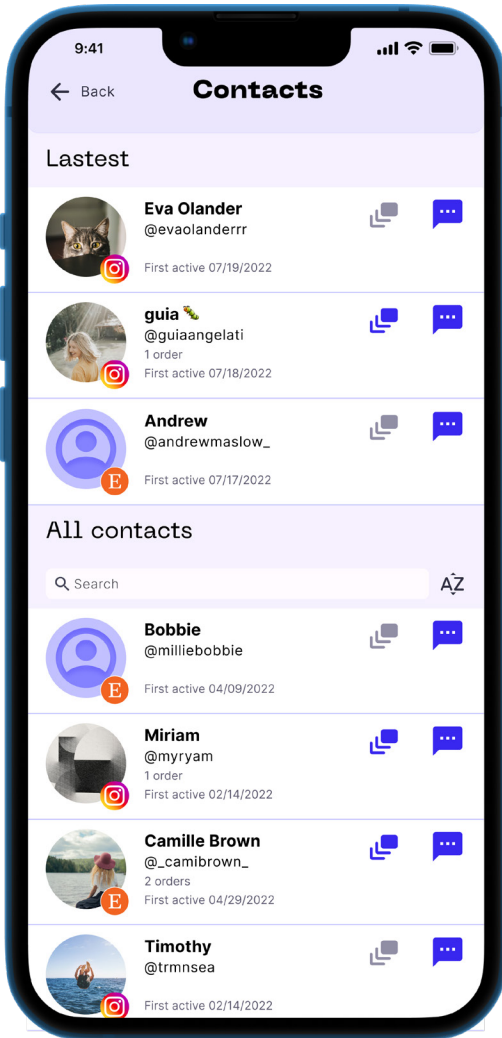 9:41
Back
Contacts
Lastest
Eva Olander
@evaolanderrr
First active 07/19/2022
guia 🐛
@guiaangelati
1 order
First active 07/18/2022
Andrew
@andrewmaslow_
First active 07/17/2022
E
All contacts
Search
AZ
Bobbie
@milliebobbie
First active 04/09/2022
E
Miriam
@myryam
1 order
First active 02/14/2022
Camille Brown
@_camibrown_
2 orders
First active 04/29/2022
E
Timothy
@trmnsea
First active 02/14/2022